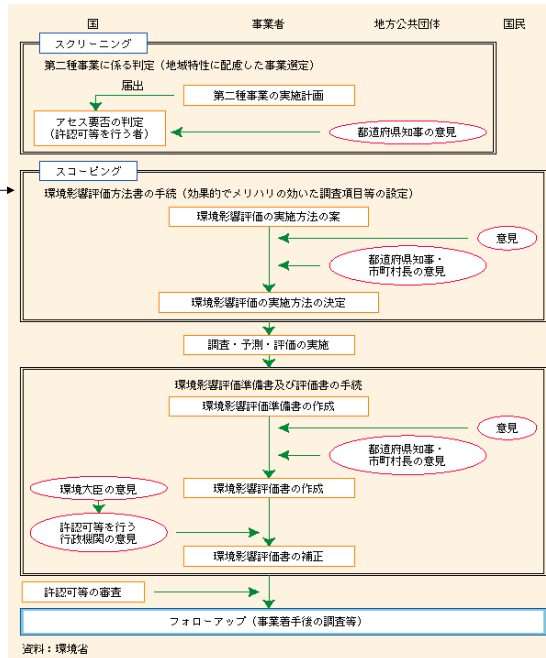 国 事業者 地方公共団体 国民
スクリーニング
第二種事業に係る判定（地域特性に配慮した事業選定）
届出
第二種事業の実施計画
アセス要否の判定
（許認可等を行う者）
都道府県知事の意見
スコーピング
環境影響評価方法書の手続（効果的でメリハリの効いた調査項目等の設定）
環境影響評価の実施方法の案
意見
都道府県知事・
市町村長の意見
環境影響評価の実施方法の決定
調査・予測・評価の実施
環境影響評価準備書及び評価書の手続
環境影響評価準備書の作成
意見
都道府県知事・
市町村長の意見
環境大臣の意見
環境影響評価書の作成
許認可等を行う
行政機関の意見
環境影響評価書の補正
許認可等の審査
フォローアップ（事業着手後の調査等）
資料：環境省